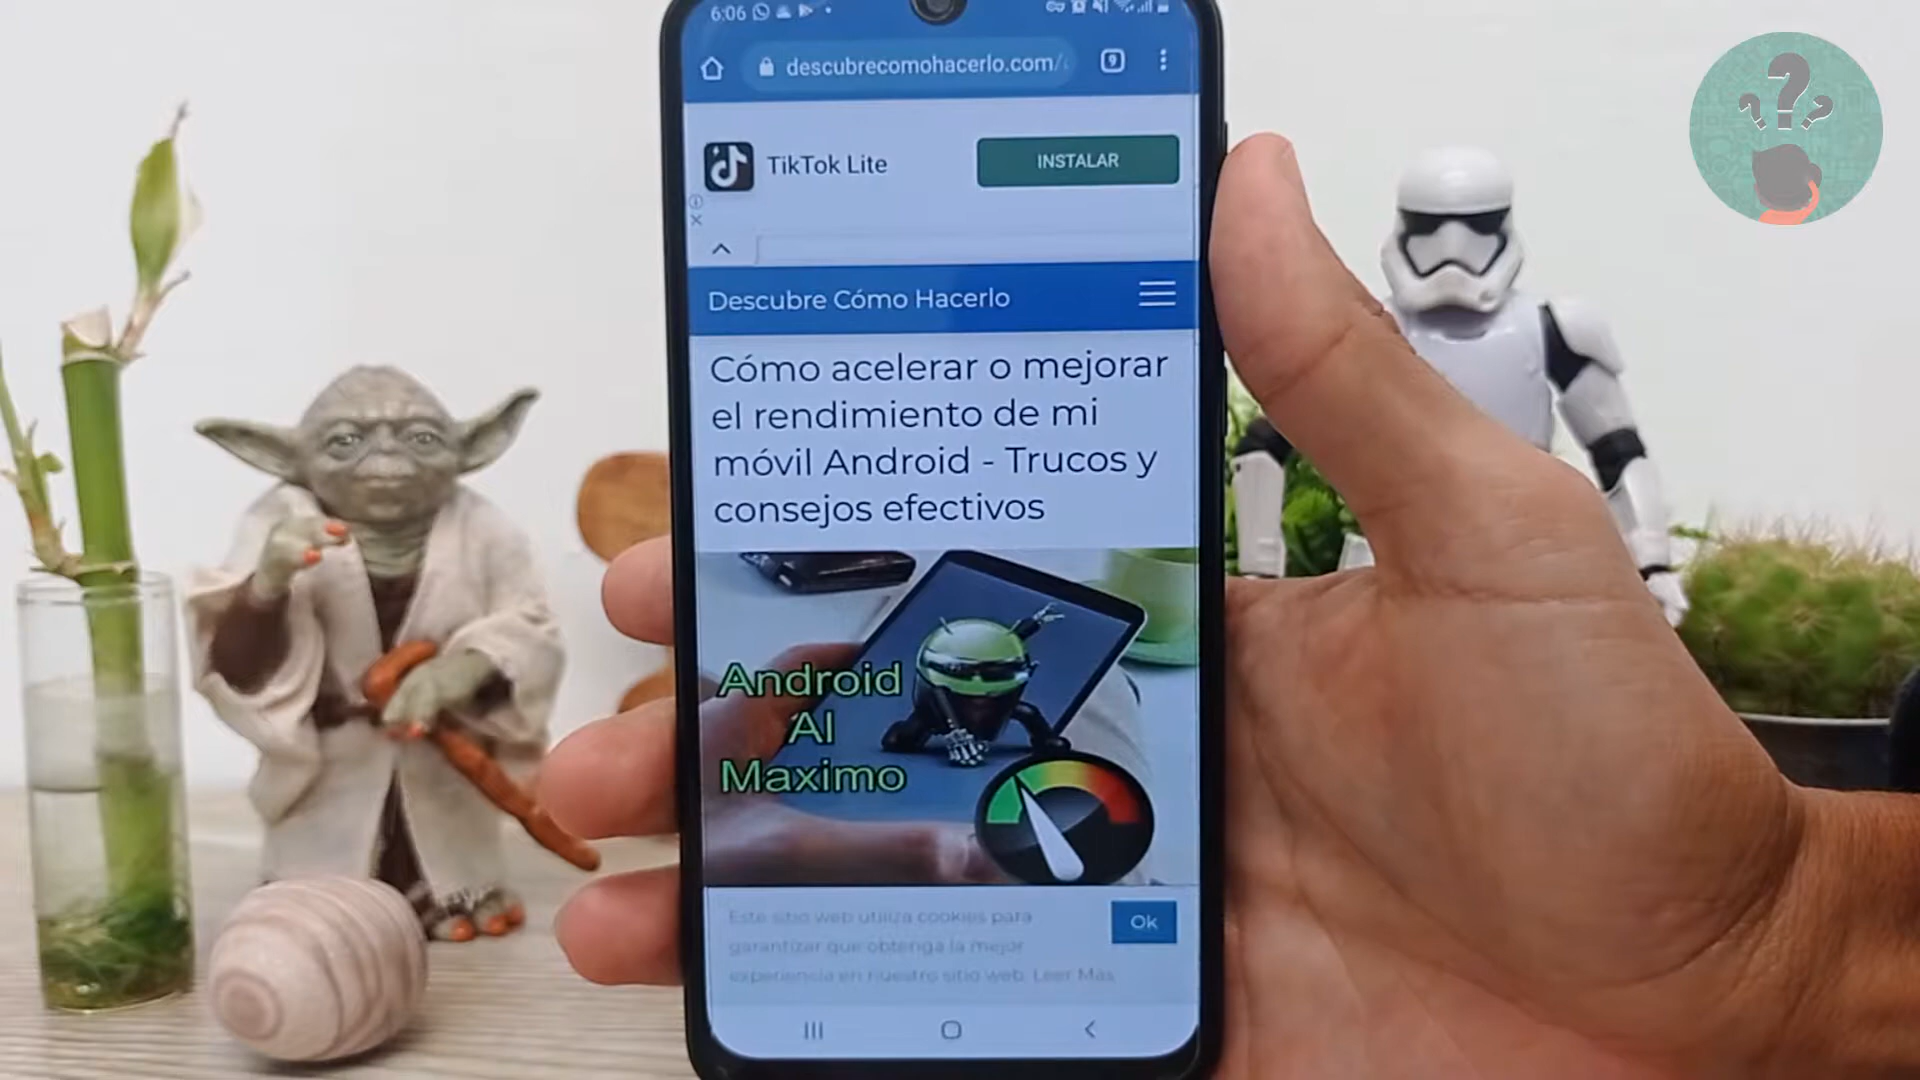 6:06
descubrecomohacerlo.com/
9
TikTok Lite
INSTALAR
Descubre Cómo Hacerlo
Cómo acelerar o mejorar
el rendimiento de mi
móvil Android - Trucos y
consejos efectivos
Android
Al
Maximo
Este sitio web utiliza cookies para
garantizar que obtenga la mejor
experiencia en nuestro sitio web. Leer Más
Ok